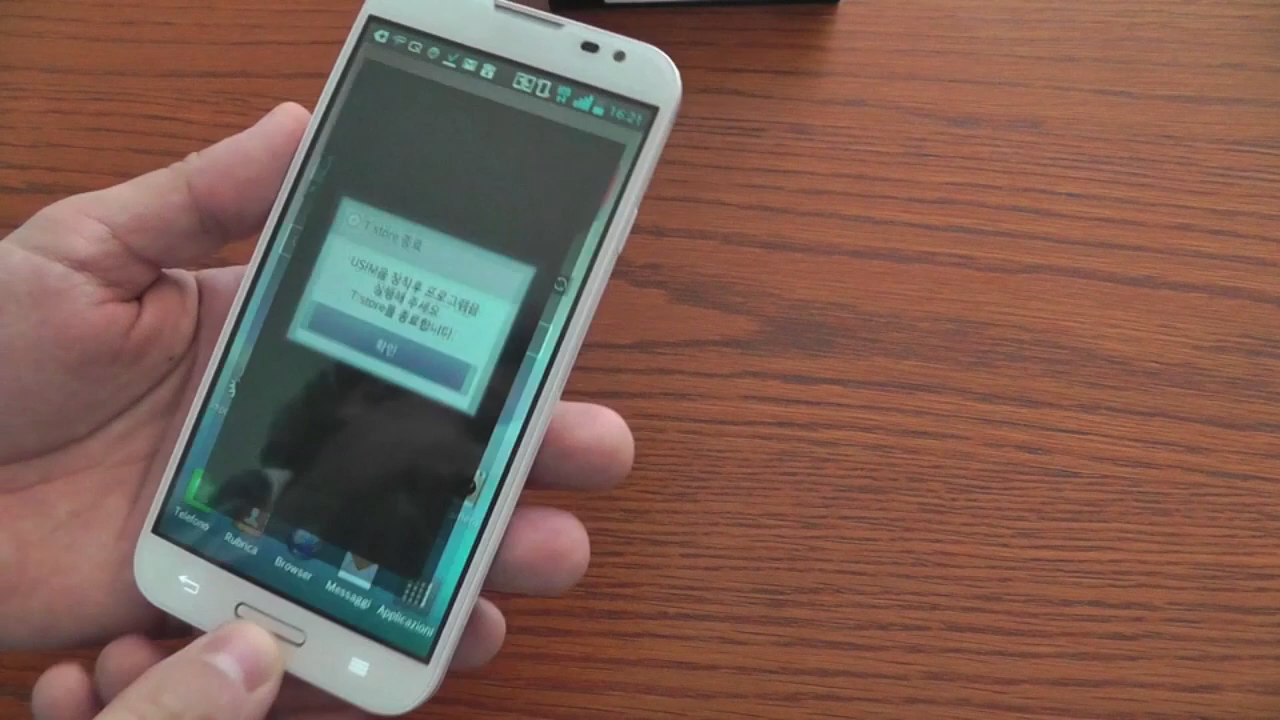 16:21
T store 종료
USIM을 장착후 프로그램을
실행해 주세요
T store를 종료합니다.
확인
Telefono
Rubrica
Browser
Messaggi
Applicazioni